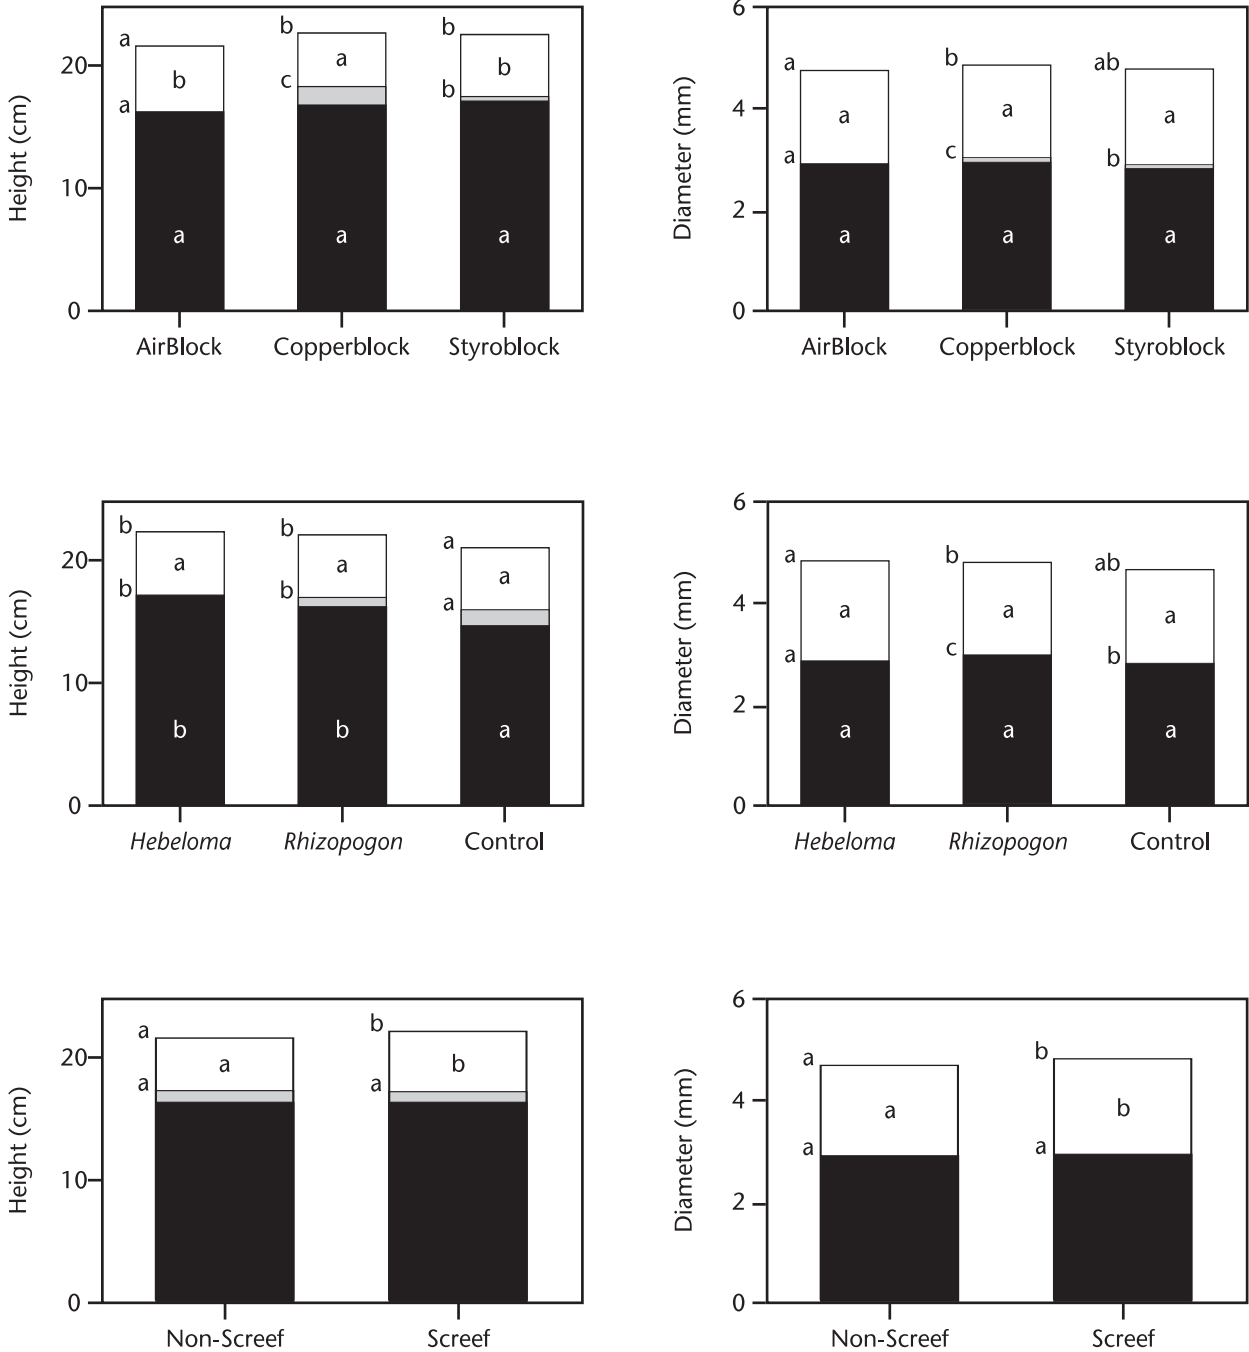 Height (cm)
20
10
0
a
b
a
a
b
a
c
a
b
b
b
a
AirBlock Copperblock Styroblock
Diameter (mm)
6
4
2
0
a
a
a
a
b
a
c
a
ab
a
b
a
AirBlock Copperblock Styroblock
Height (cm)
20
10
0
b
a
b
b
b
a
b
b
a
a
a
a
Hebeloma Rhizopogon Control
Diameter (mm)
6
4
2
0
a
a
a
a
b
a
c
a
ab
a
b
a
Hebeloma Rhizopogon Control
Height (cm)
20
10
0
a
a
a
b
b
a
Non-Screef Screef
Diameter (mm)
6
4
2
0
a
a
a
b
b
a
Non-Screef Screef